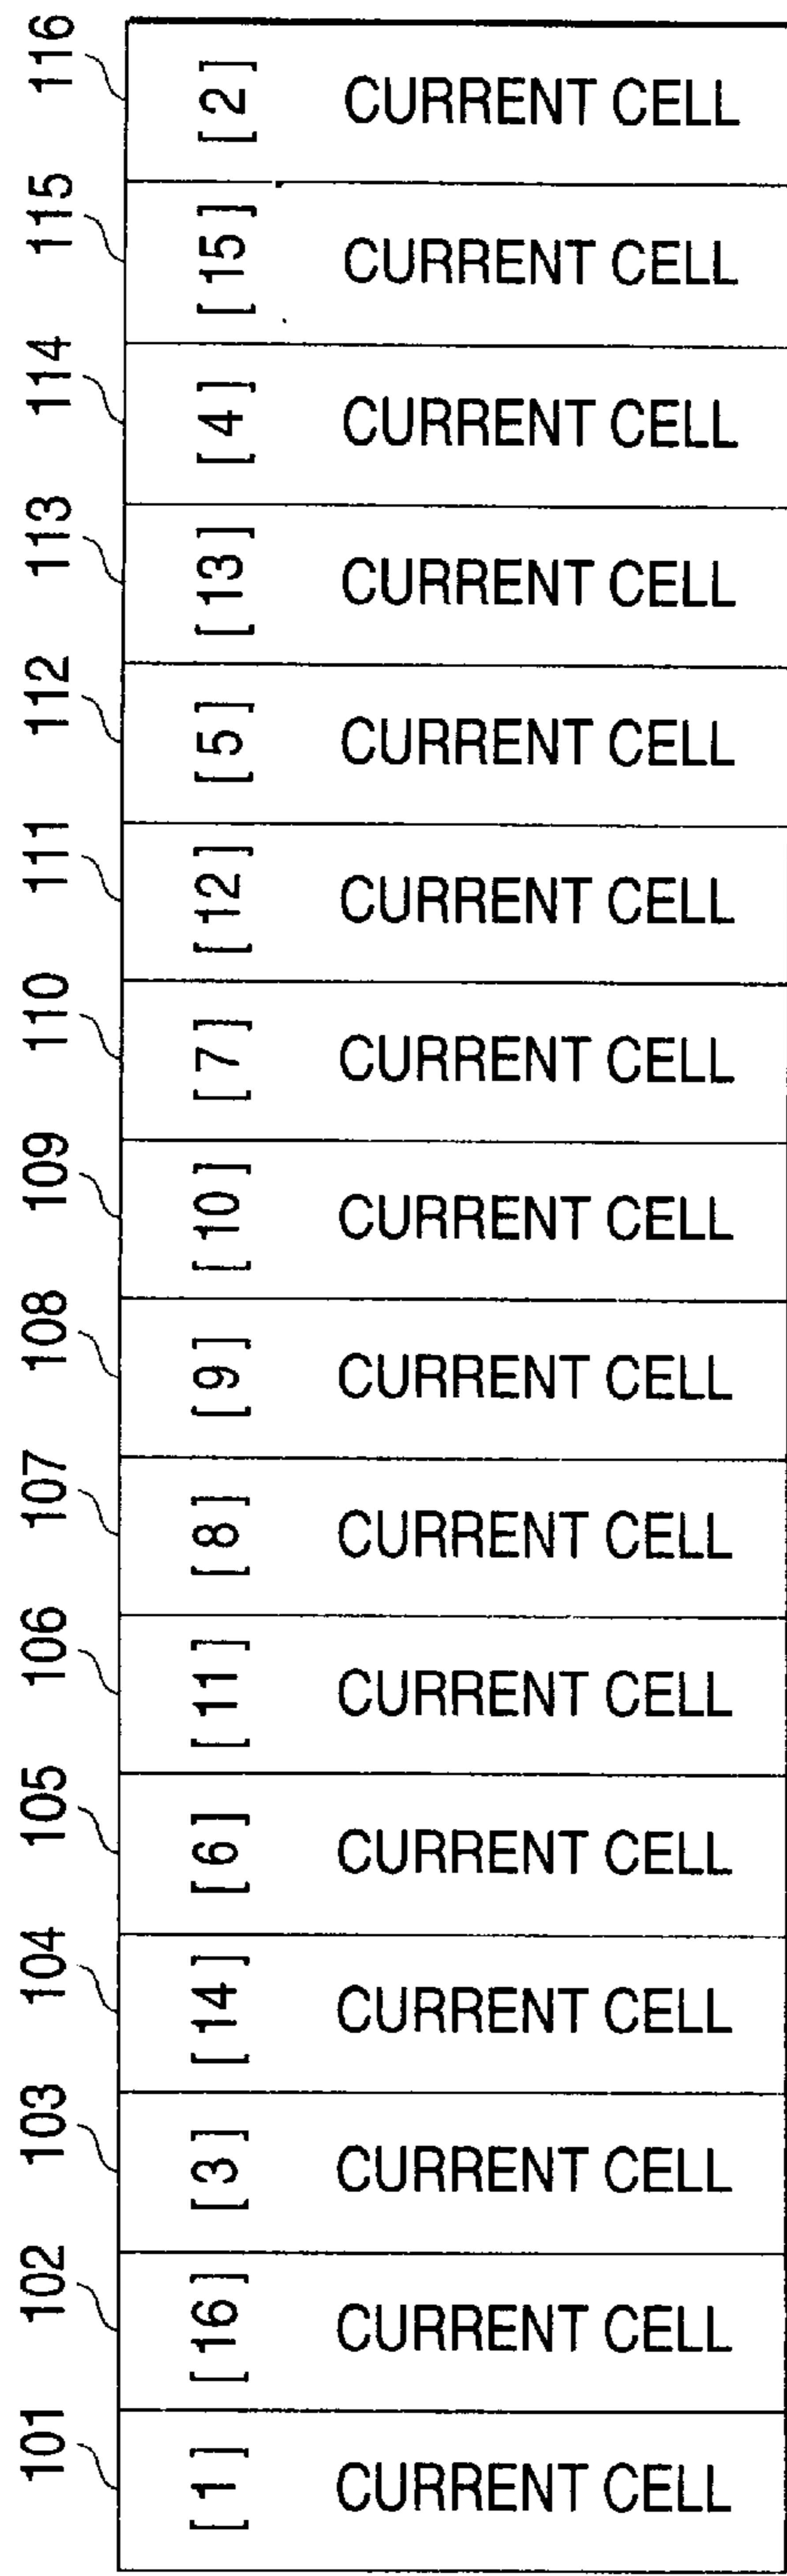 116 [2] CURRENT CELL
115 [15] CURRENT CELL
114 [4] CURRENT CELL
113 [13] CURRENT CELL
112 [5] CURRENT CELL
111 [12] CURRENT CELL
110 [7] CURRENT CELL
109 [10] CURRENT CELL
108 [9] CURRENT CELL
107 [8] CURRENT CELL
106 [11] CURRENT CELL
105 [6] CURRENT CELL
104 [14] CURRENT CELL
103 [3] CURRENT CELL
102 [16] CURRENT CELL
101 [1] CURRENT CELL